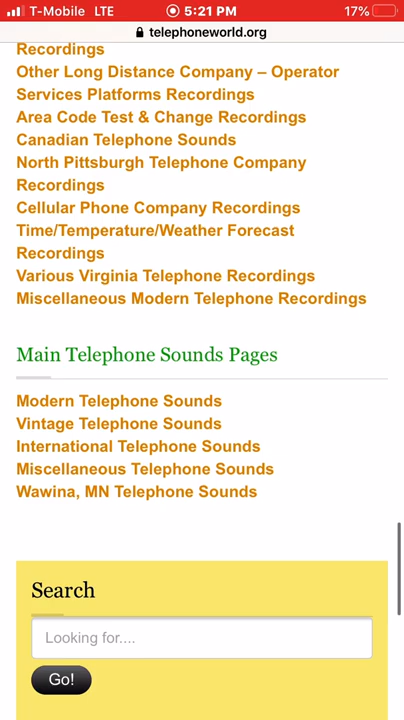 T-Mobile LTE
5:21 PM
17%
telephoneworld.org
Recordings
Other Long Distance Company – Operator
Services Platforms Recordings
Area Code Test & Change Recordings
Canadian Telephone Sounds
North Pittsburgh Telephone Company
Recordings
Cellular Phone Company Recordings
Time/Temperature/Weather Forecast
Recordings
Various Virginia Telephone Recordings
Miscellaneous Modern Telephone Recordings
Main Telephone Sounds Pages
Modern Telephone Sounds
Vintage Telephone Sounds
International Telephone Sounds
Miscellaneous Telephone Sounds
Wawina, MN Telephone Sounds
Search
Looking for....
Go!